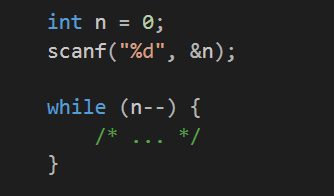 int n = 0;
scanf("%d", &n);
while (n--) {
/* ... */
}